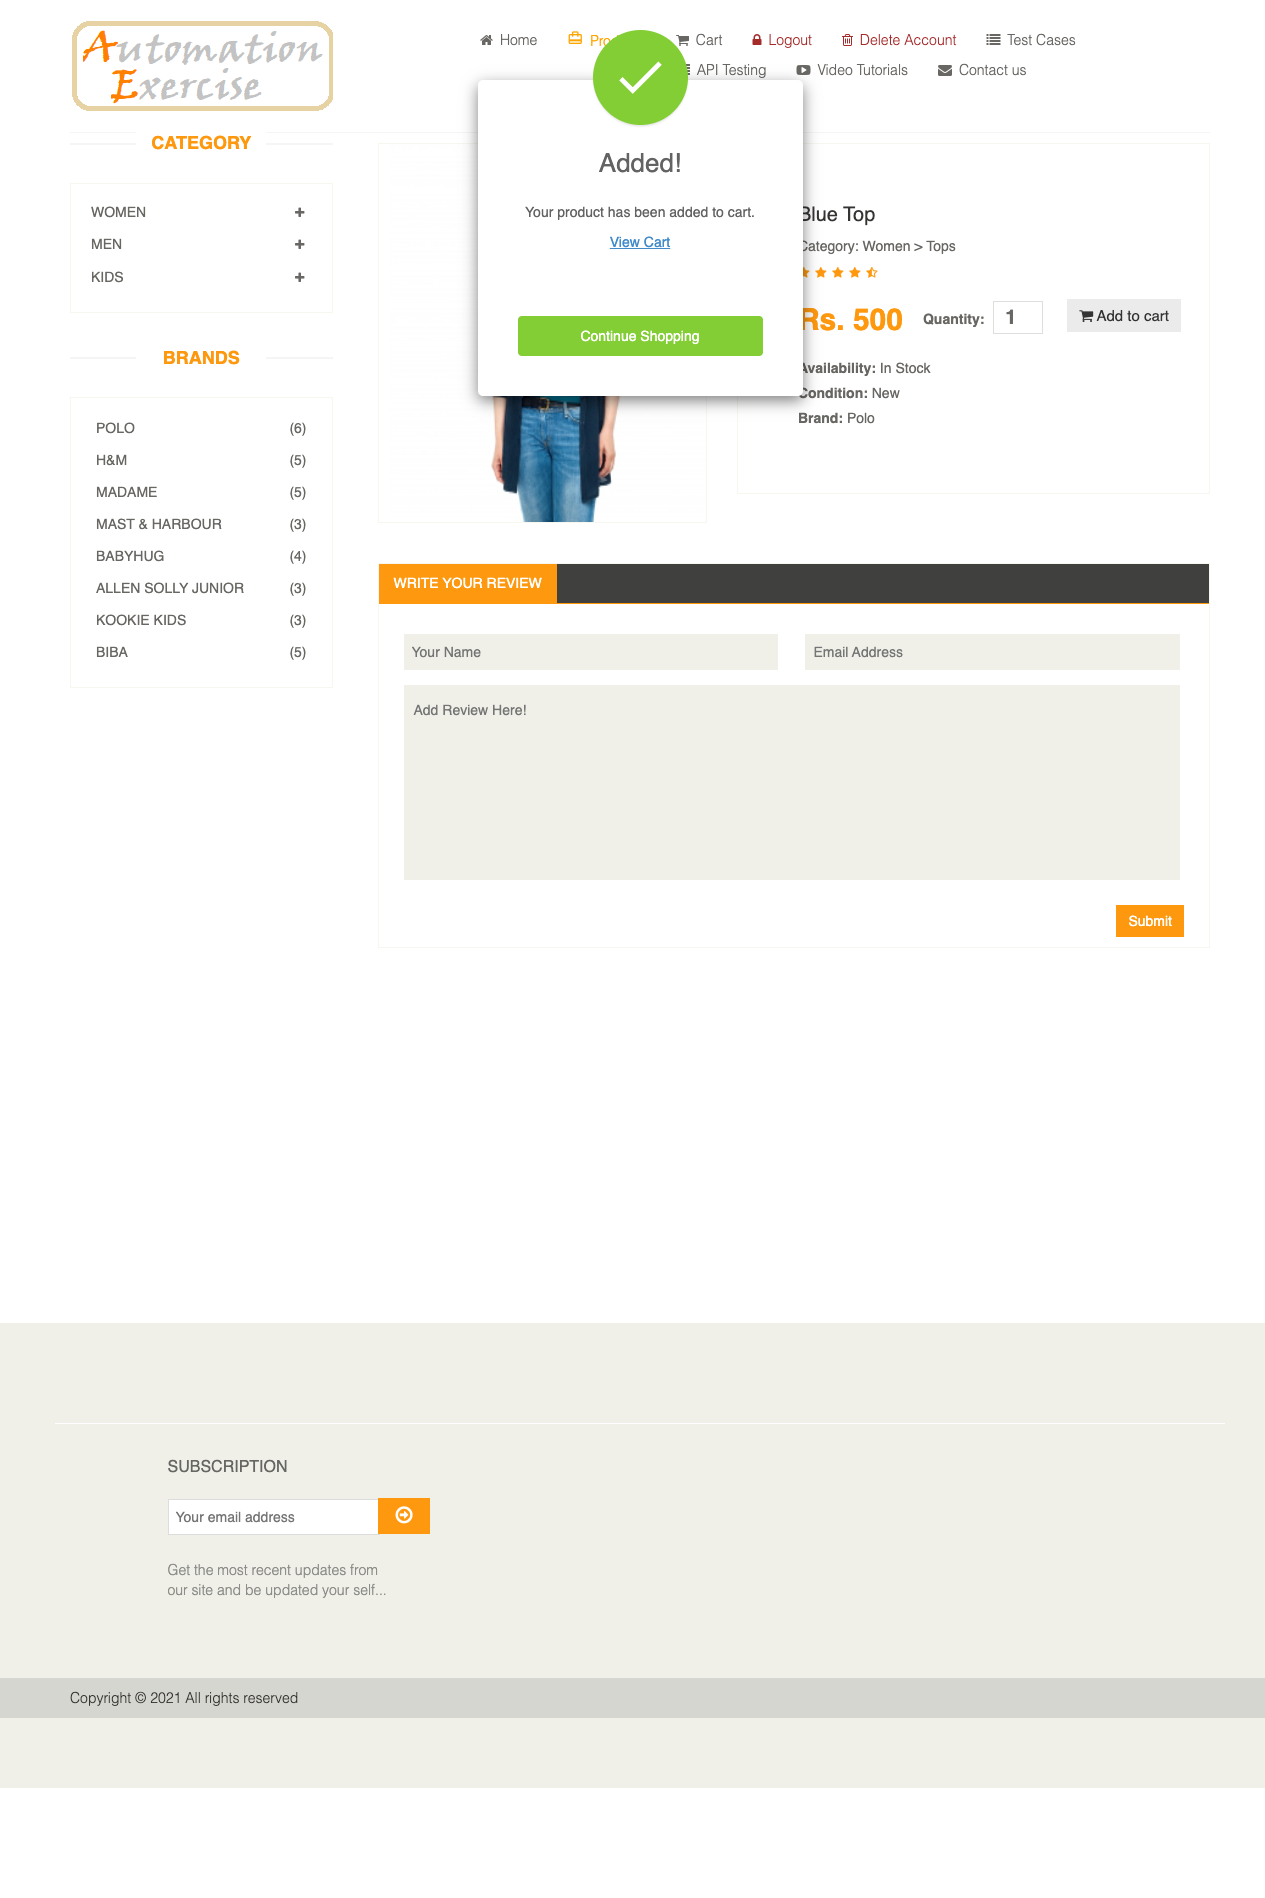 Automation
Exercise
Home
Cart
Logout
Delete Account
Test Cases
API Testing
Video Tutorials
Contact us
CATEGORY
WOMEN
MEN
KIDS
BRANDS
POLO (6)
H&M (5)
MADAME (5)
MAST & HARBOUR (3)
BABYHUG (4)
ALLEN SOLLY JUNIOR (3)
KOOKIE KIDS (3)
BIBA (5)
Added!
Your product has been added to cart.
View Cart
Continue Shopping
Blue Top
Category: Women > Tops
Rs. 500
Quantity: 1
Add to cart
Availability: In Stock
Condition: New
Brand: Polo
WRITE YOUR REVIEW
Your Name
Email Address
Add Review Here!
Submit
SUBSCRIPTION
Your email address
Get the most recent updates from
our site and be updated your self...
Copyright © 2021 All rights reserved